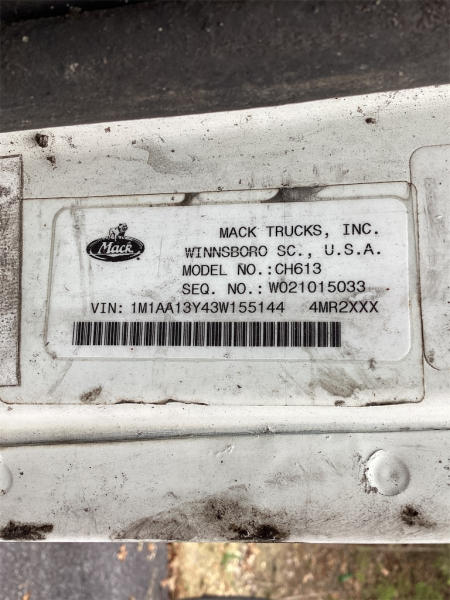 Mack
MACK TRUCKS, INC.
WINNSBORO SC., U.S.A.
MODEL NO.:CH613
SEQ. NO.: W021015033
VIN: 1M1AA13Y43W155144 4MR2XXX